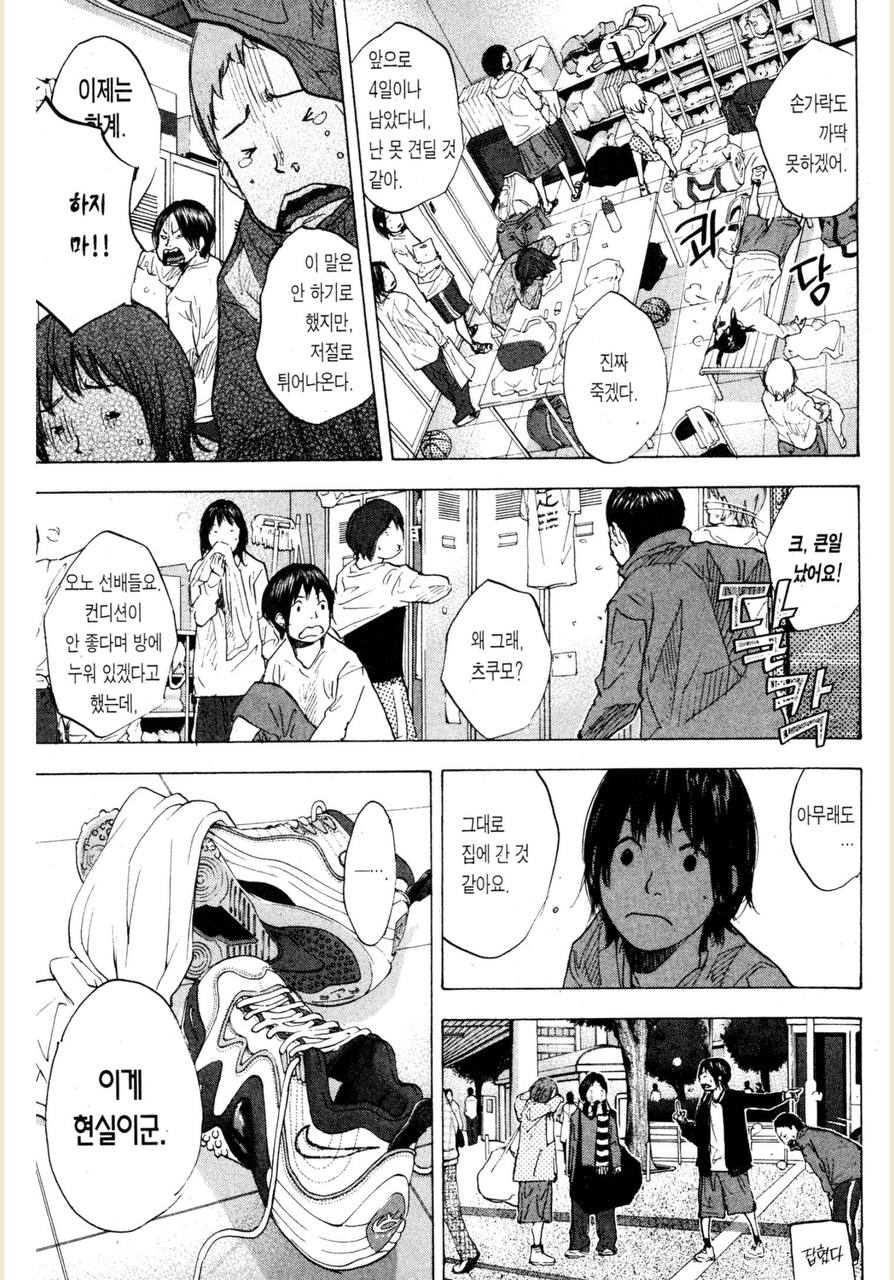 손가락도
까딱
못하겠어.
앞으로
4일이나
남았다니,
난 못 견딜 것
같아.
콰
당
진짜
죽겠다.
이제는
한계.
하지
마!!
이 말은
안 하기로
했지만,
저절로
튀어나온다.
크, 큰일
났어요!
다
그
닥
왜 그래,
츠쿠모?
오노 선배들요.
컨디션이
안 좋다며 방에
누워 있겠다고
했는데,
아무래도
…
그대로
집에 간 것
같아요.
──…
이게
현실이군.
잡혔다